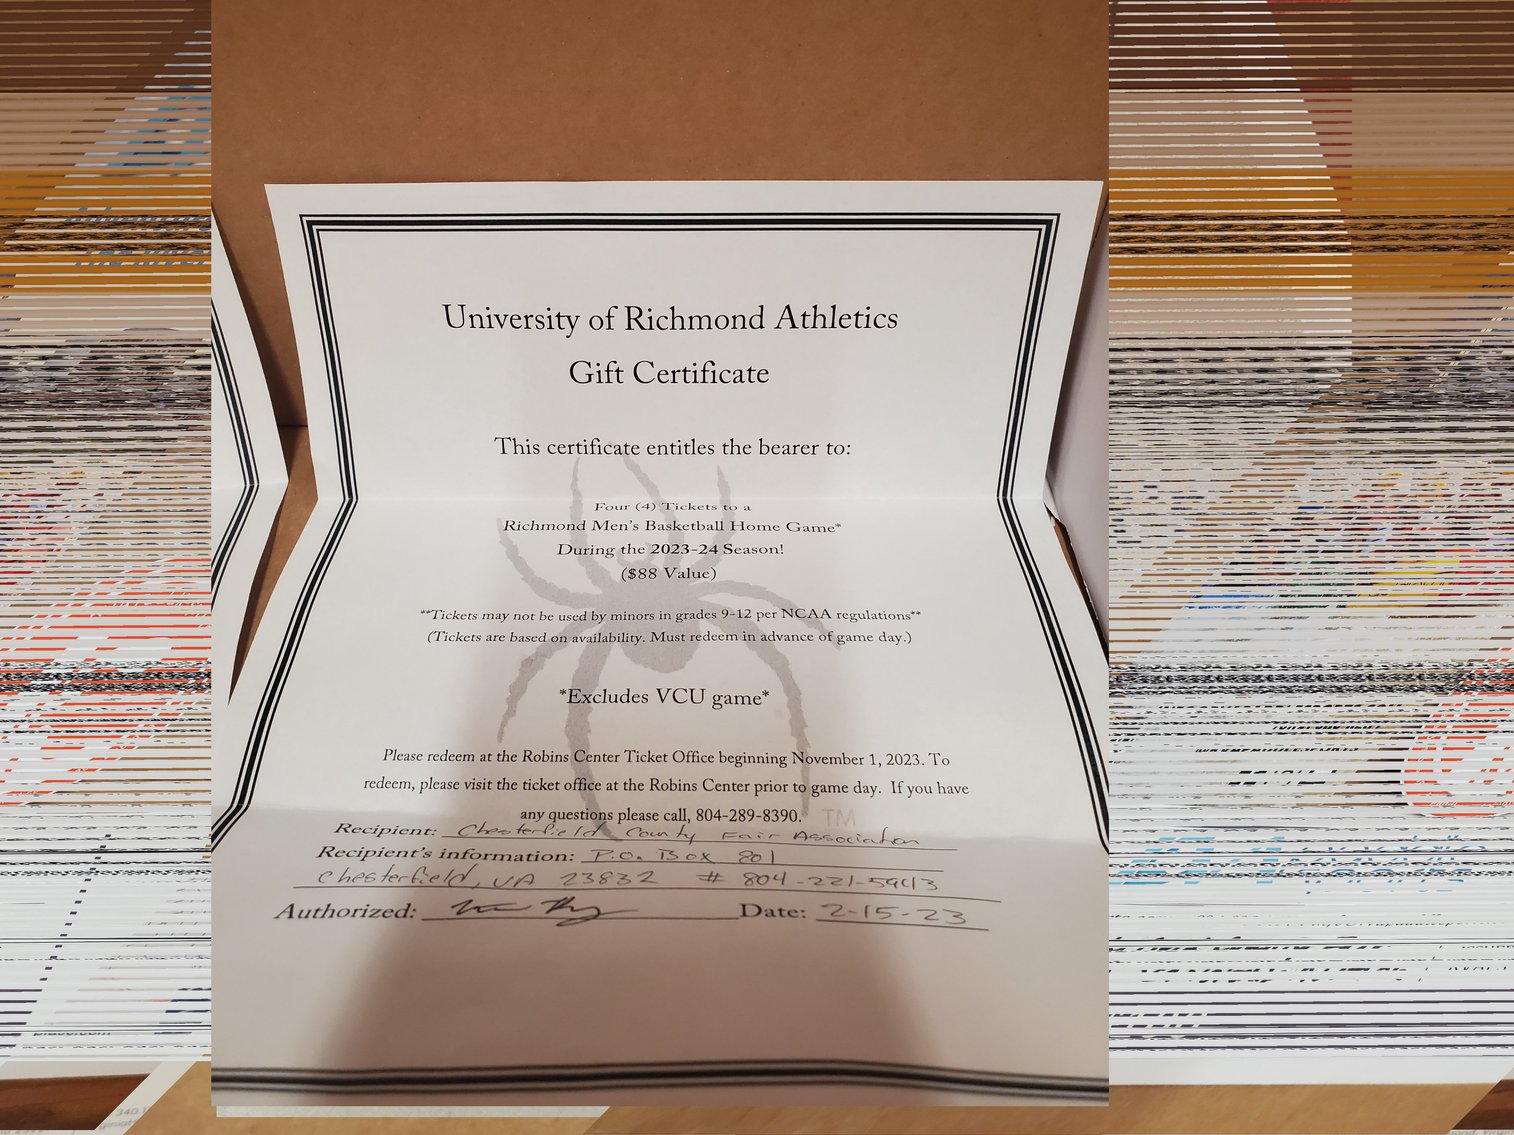 University of Richmond Athletics
Gift Certificate
This certificate entitles the bearer to:
Four (4) Tickets to a
Richmond Men's Basketball Home Game*
During the 2023-24 Season!
($88 Value)
**Tickets may not be used by minors in grades 9-12 per NCAA regulations**
(Tickets are based on availability. Must redeem in advance of game day.)
*Excludes VCU game*
Please redeem at the Robins Center Ticket Office beginning November 1, 2023. To
redeem, please visit the ticket office at the Robins Center prior to game day. If you have
any questions please call, 804-289-8390.
TM
Recipient: Chesterfield County Fair Association
Recipient's information: P.O. Box 801
Chesterfield, VA 23832 # 804-221-5943
Authorized:
Date: 2-15-23
340